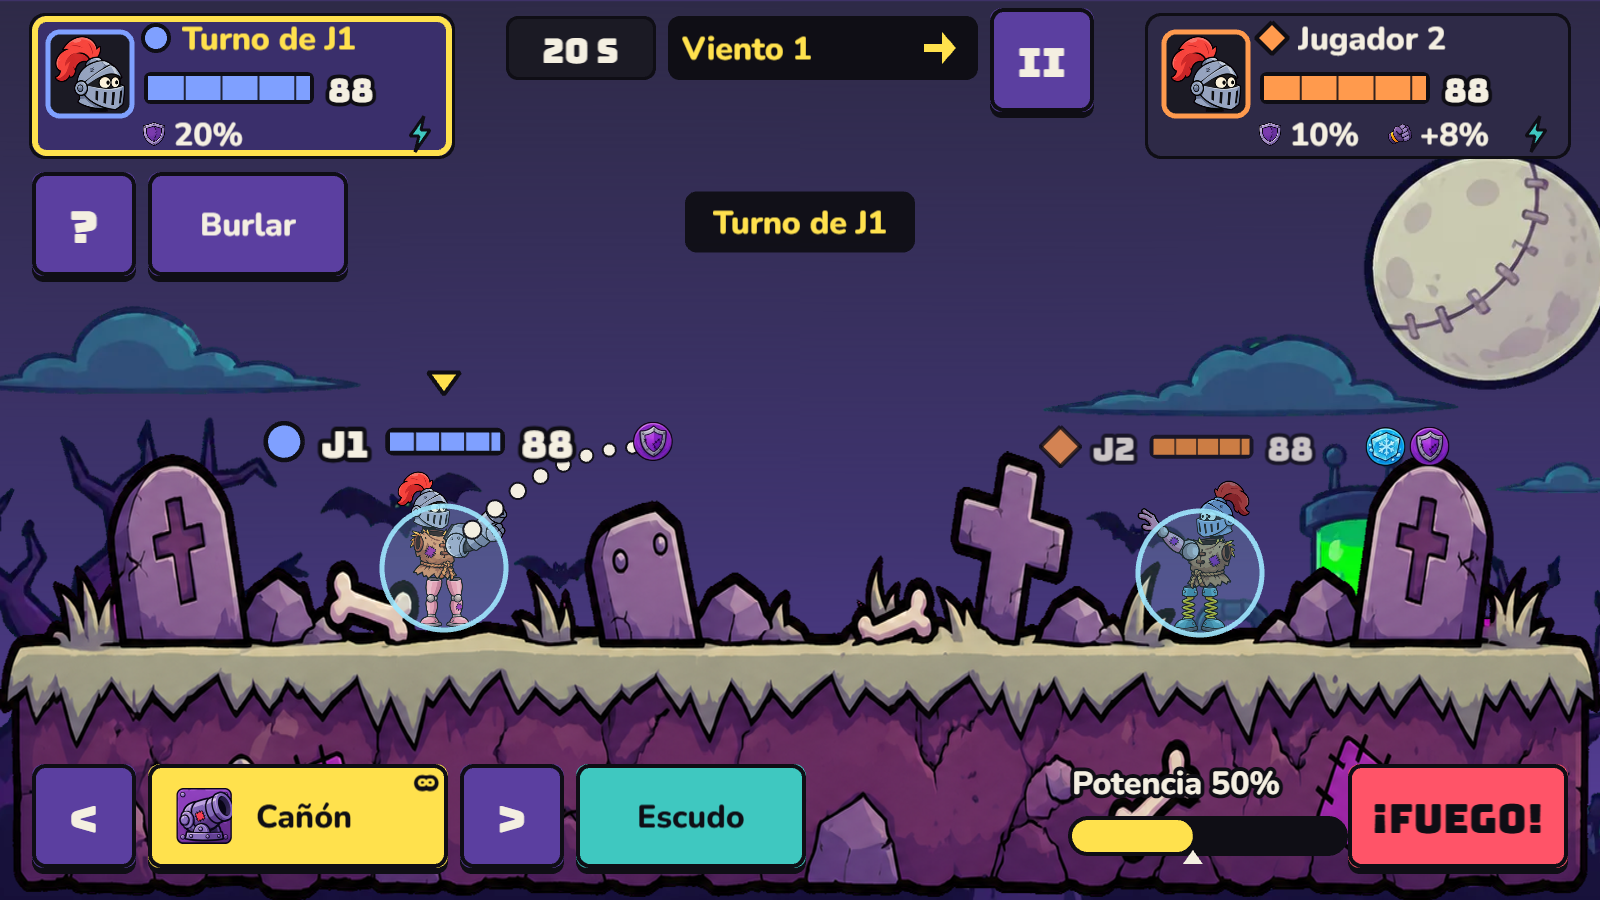 Turno de J1
88
20%
20 S
Viento 1
II
Jugador 2
88
10%
+8%
?
Burlar
Turno de J1
J1
88
J2
88
<
∞
Cañón
>
Escudo
Potencia 50%
¡FUEGO!